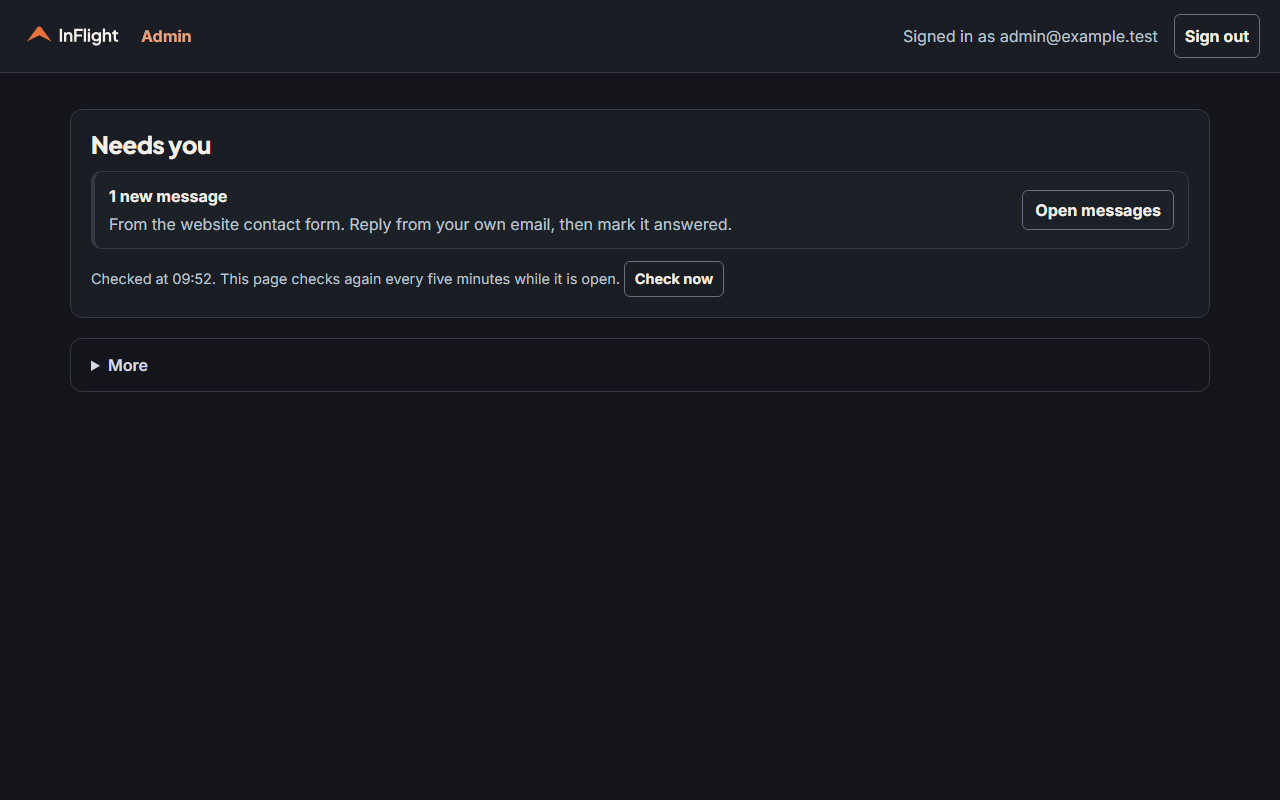 InFlight Admin Signed in as admin@example.test Sign out
Needs you
1 new message
From the website contact form. Reply from your own email, then mark it answered.
Open messages
Checked at 09:52. This page checks again every five minutes while it is open. Check now
More